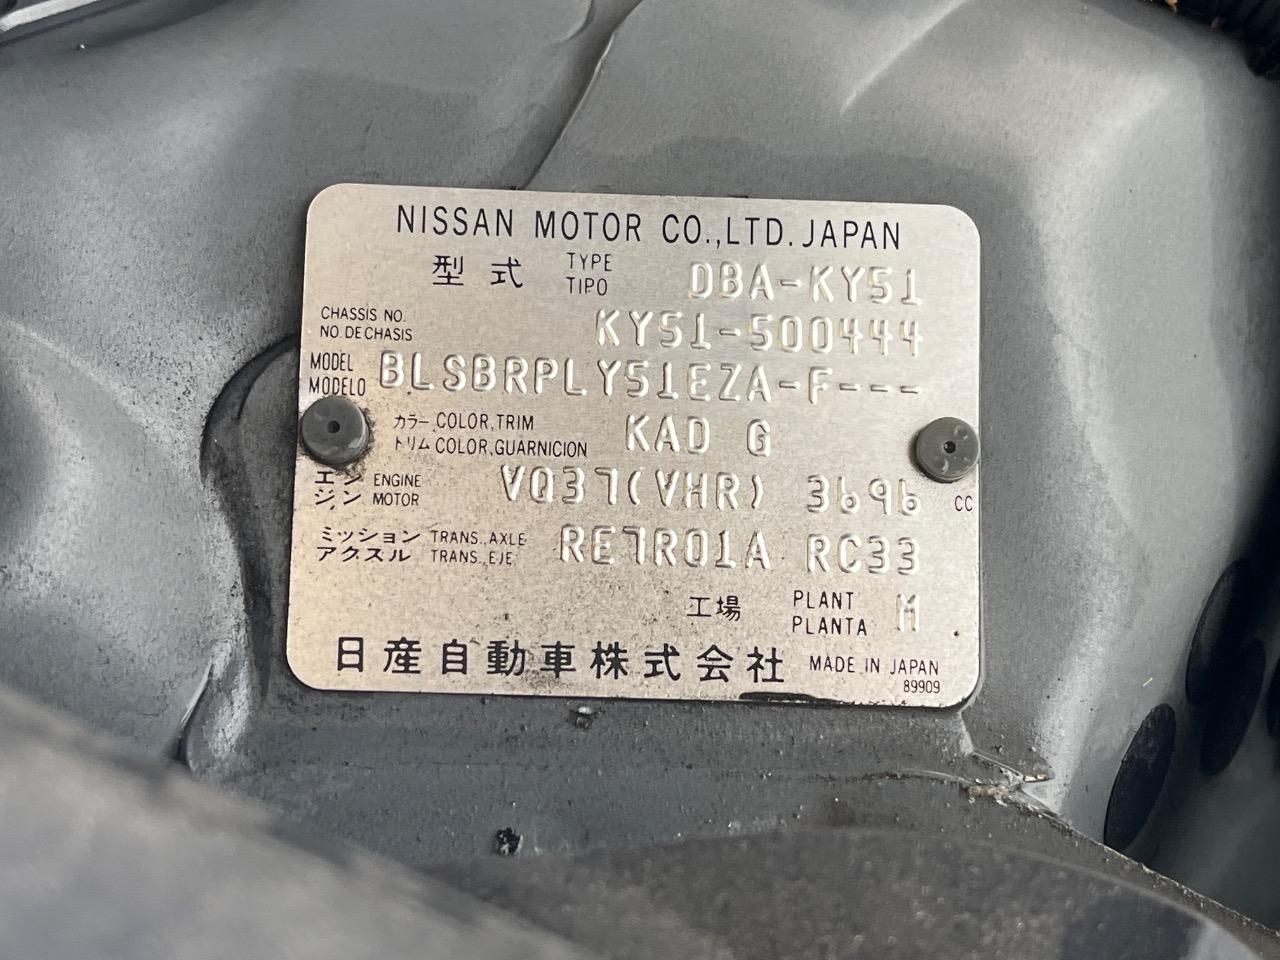 NISSAN MOTOR CO.,LTD. JAPAN
型式 TYPE TIPO DBA-KY51
CHASSIS NO. NO. DE CHASIS KY51-500444
MODEL MODELO BLSBRPLY51EZA-F---
カラー COLOR,TRIM トリム COLOR,GUARNICION KAD G
エンジン ENGINE MOTOR VQ37(VHR) 3696 CC
ミッション TRANS.,AXLE アクスル TRANS.,EJE RE7R01A RC33
工場 PLANT PLANTA M
日産自動車株式会社 MADE IN JAPAN
89909